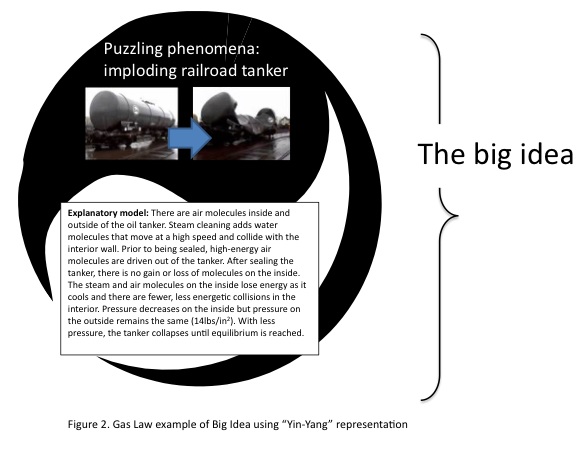 Puzzling phenomena:
imploding railroad tanker
The big idea
Explanatory model: There are air molecules inside and
outside of the oil tanker. Steam cleaning adds water
molecules that move at a high speed and collide with the
interior wall. Prior to being sealed, high-energy air
molecules are driven out of the tanker. After sealing the
tanker, there is no gain or loss of molecules on the inside.
The steam and air molecules on the inside lose energy as it
cools and there are fewer, less energetic collisions in the
interior. Pressure decreases on the inside but pressure on
the outside remains the same (14lbs/in²). With less
pressure, the tanker collapses until equilibrium is reached.
Figure 2. Gas Law example of Big Idea using “Yin-Yang” representation